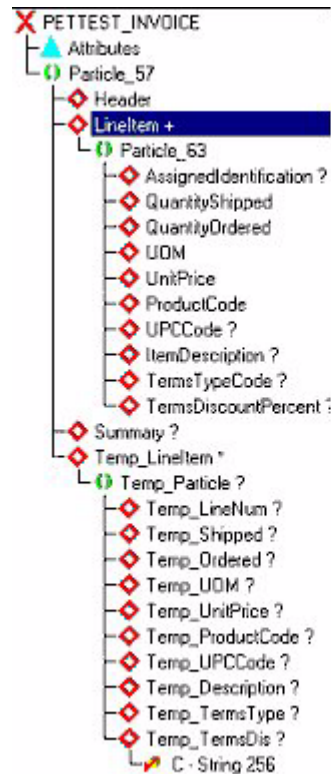 PETTEST_INVOICE
Attributes
Particle_57
Header
LineItem +
Particle_63
AssignedIdentification ?
QuantityShipped
QuantityOrdered
UOM
UnitPrice
ProductCode
UPCCode ?
ItemDescription ?
TermsTypeCode ?
TermsDiscountPercent ?
Summary ?
Temp_LineItem *
Temp_Particle ?
Temp_LineNum ?
Temp_Shipped ?
Temp_Ordered ?
Temp_UOM ?
Temp_UnitPrice ?
Temp_ProductCode ?
Temp_UPCCode ?
Temp_Description ?
Temp_TermsType ?
Temp_TermsDis ?
C - String 256